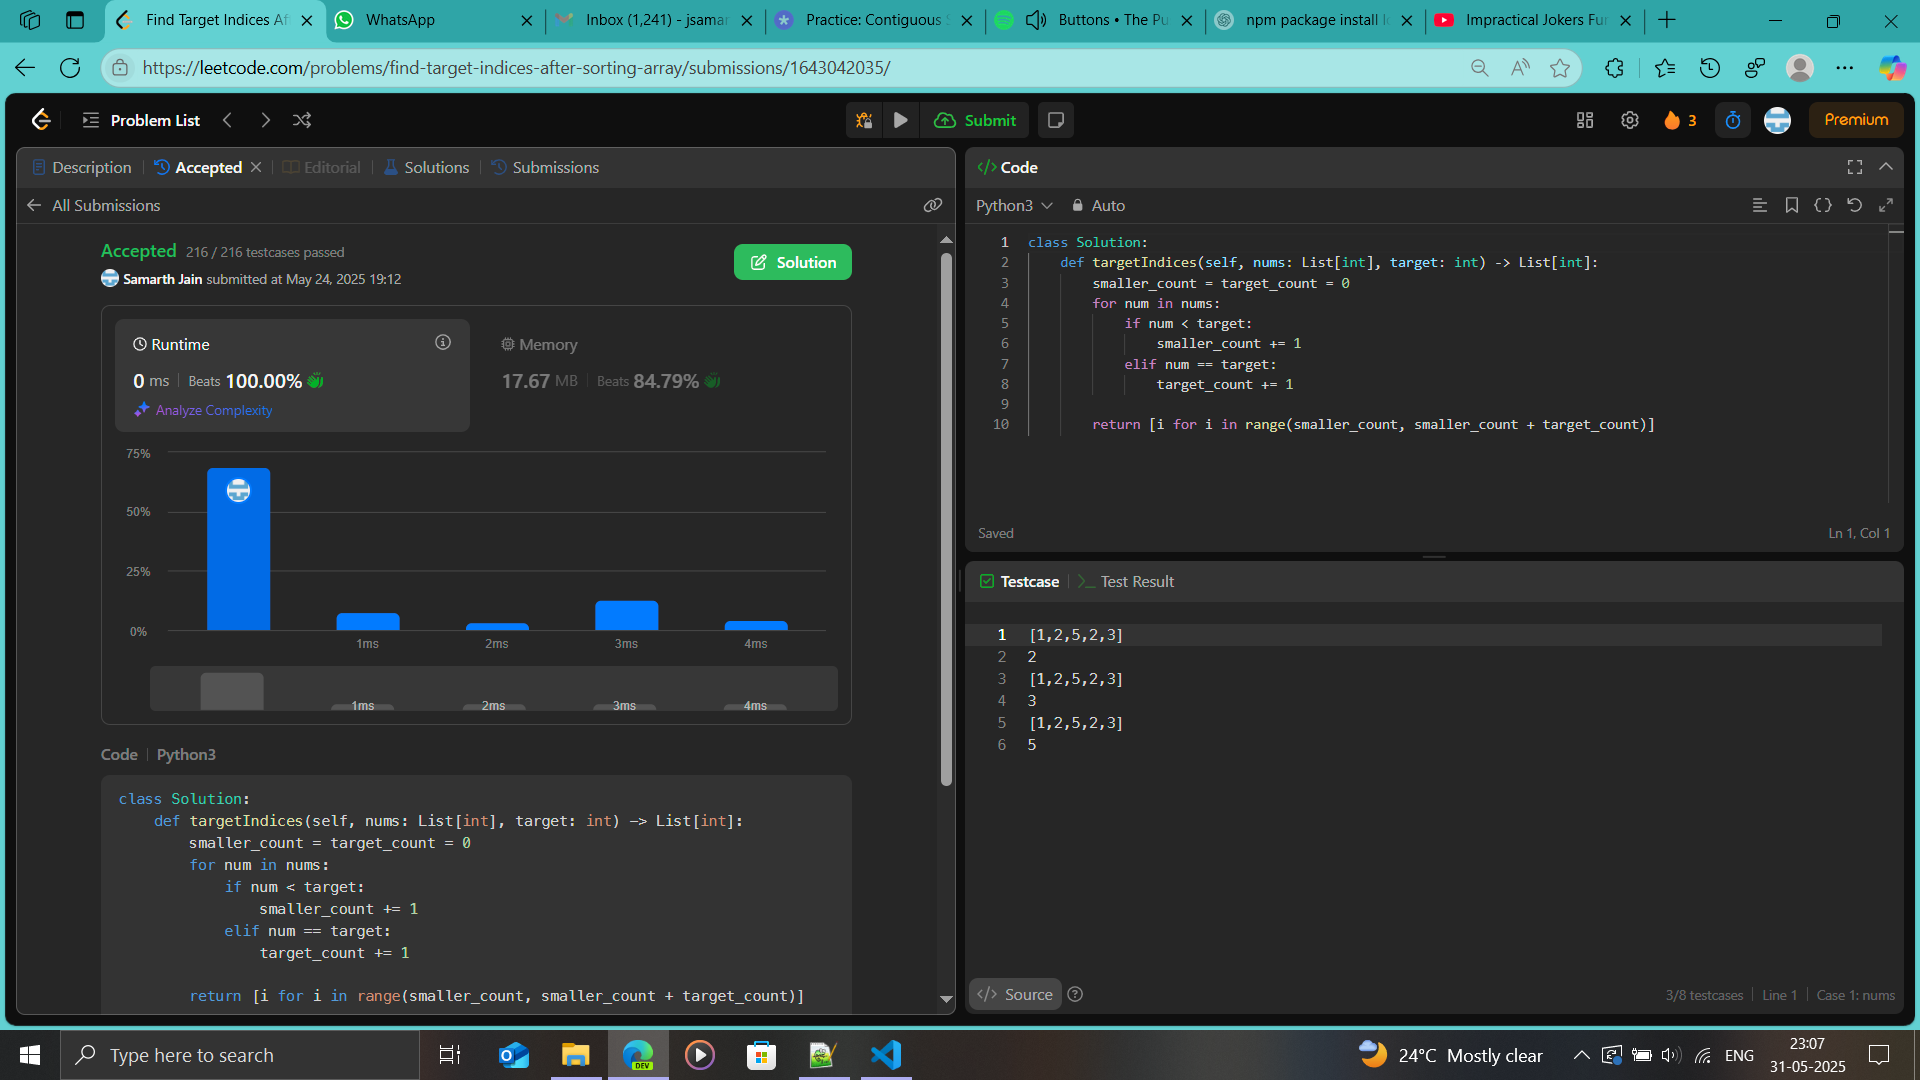 Find Target Indices Af
WhatsApp
Inbox (1,241) - jsamar
Practice: Contiguous S
Buttons • The Pu
npm package install lo
Impractical Jokers Fu
https://leetcode.com/problems/find-target-indices-after-sorting-array/submissions/1643042035/
Problem List
Submit
3
Premium
Description
Accepted
Editorial
Solutions
Submissions
All Submissions
Accepted 216 / 216 testcases passed
Samarth Jain submitted at May 24, 2025 19:12
Solution
Runtime
0 ms Beats 100.00%
Analyze Complexity
Memory
17.67 MB Beats 84.79%
75%
50%
25%
0%
1ms 2ms 3ms 4ms
1ms 2ms 3ms 4ms
Code Python3
class Solution:
    def targetIndices(self, nums: List[int], target: int) -> List[int]:
        smaller_count = target_count = 0
        for num in nums:
            if num < target:
                smaller_count += 1
            elif num == target:
                target_count += 1
        return [i for i in range(smaller_count, smaller_count + target_count)]
Code
Python3 Auto
1 class Solution:
2     def targetIndices(self, nums: List[int], target: int) -> List[int]:
3         smaller_count = target_count = 0
4         for num in nums:
5             if num < target:
6                 smaller_count += 1
7             elif num == target:
8                 target_count += 1
9
10         return [i for i in range(smaller_count, smaller_count + target_count)]
Saved
Ln 1, Col 1
Testcase
Test Result
1 [1,2,5,2,3]
2 2
3 [1,2,5,2,3]
4 3
5 [1,2,5,2,3]
6 5
Source
3/8 testcases Line 1 Case 1: nums
Type here to search
DEV
24°C Mostly clear
ENG
23:07
31-05-2025